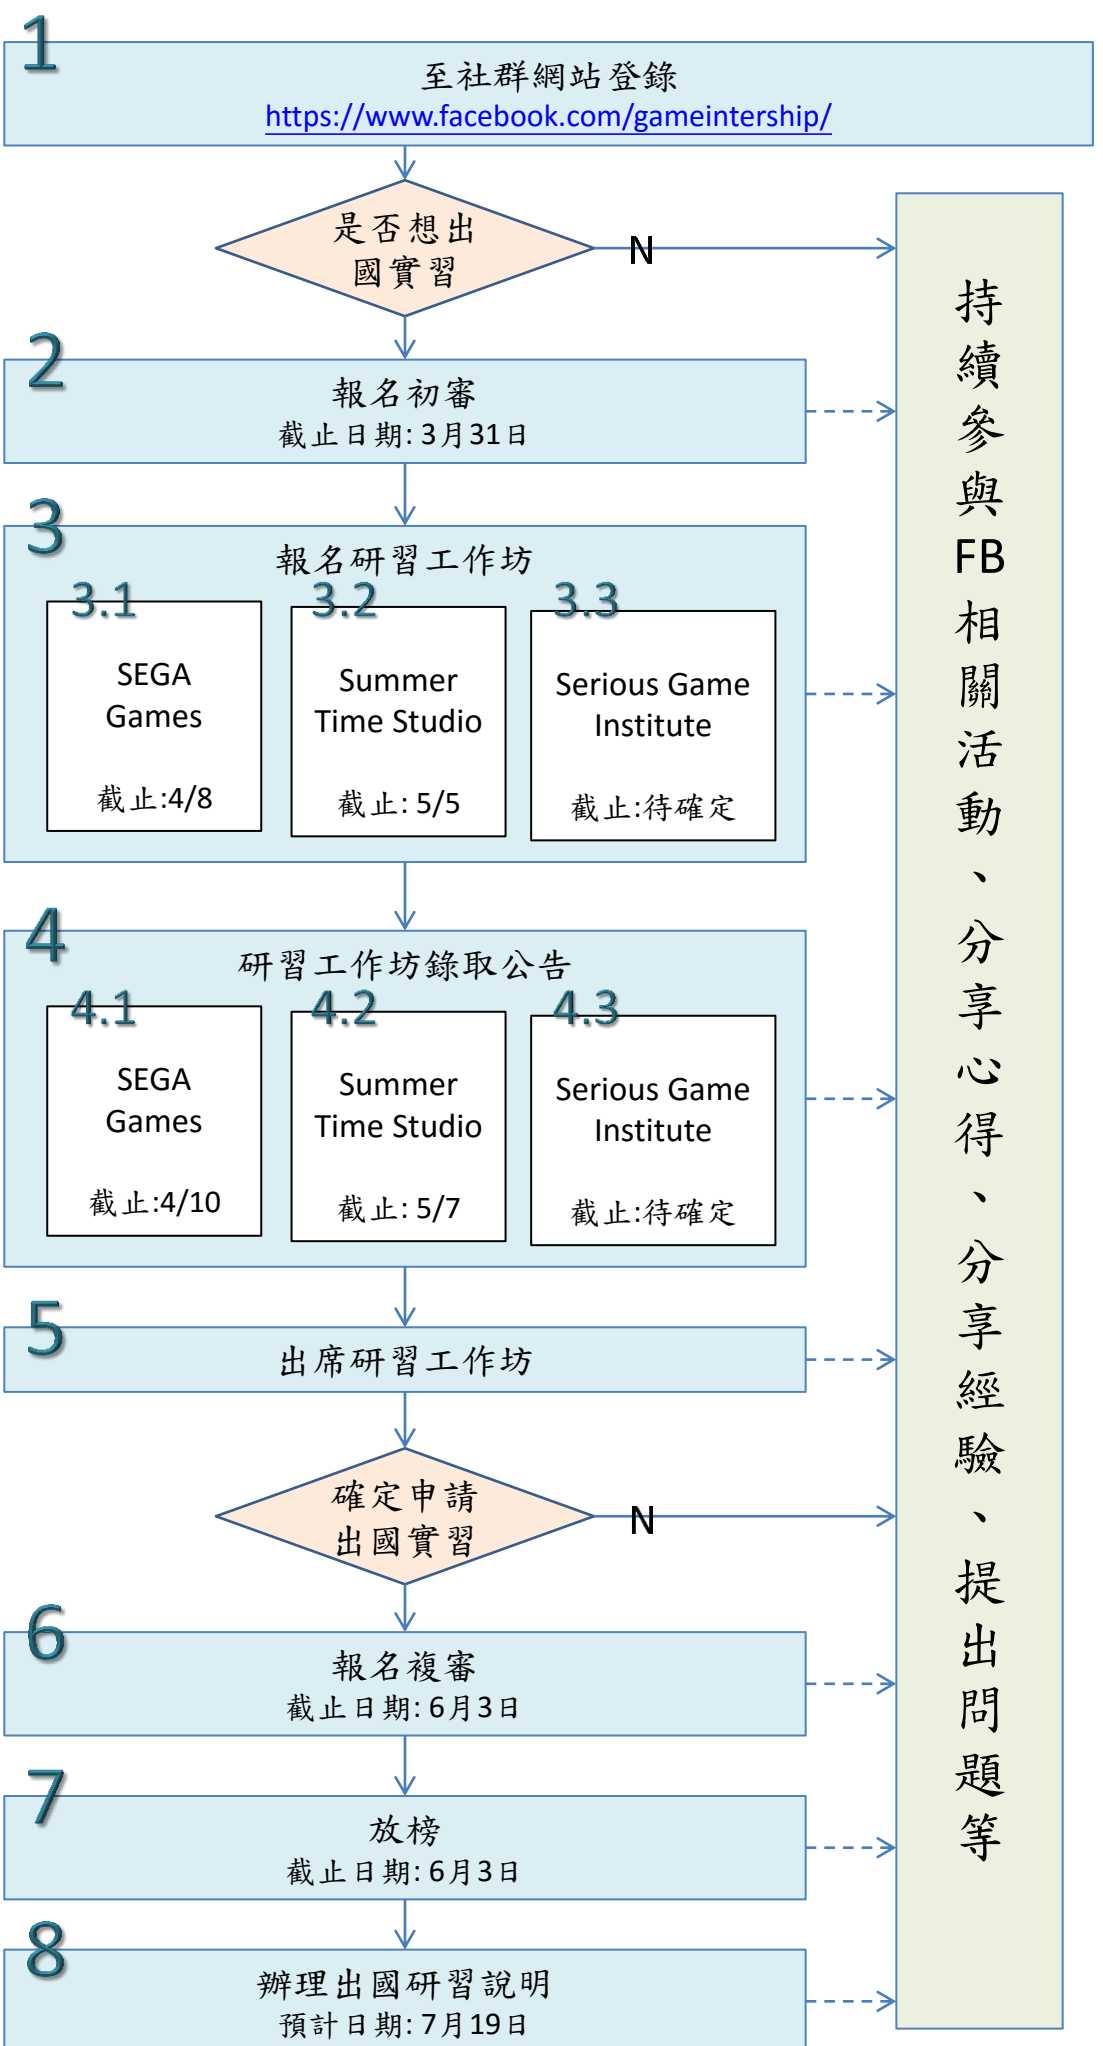 1
至社群網站登錄
https://www.facebook.com/gameintership/
是否想出
國實習
N
2
報名初審
截止日期: 3月31日
3
報名研習工作坊
3.1
SEGA
Games
截止:4/8
3.2
Summer
Time Studio
截止: 5/5
3.3
Serious Game
Institute
截止:待確定
4
研習工作坊錄取公告
4.1
SEGA
Games
截止:4/10
4.2
Summer
Time Studio
截止: 5/7
4.3
Serious Game
Institute
截止:待確定
5
出席研習工作坊
確定申請
出國實習
N
6
報名複審
截止日期: 6月3日
7
放榜
截止日期: 6月3日
8
辦理出國研習說明
預計日期: 7月19日
持續參與FB相關活動、分享心得、分享經驗、提出問題等